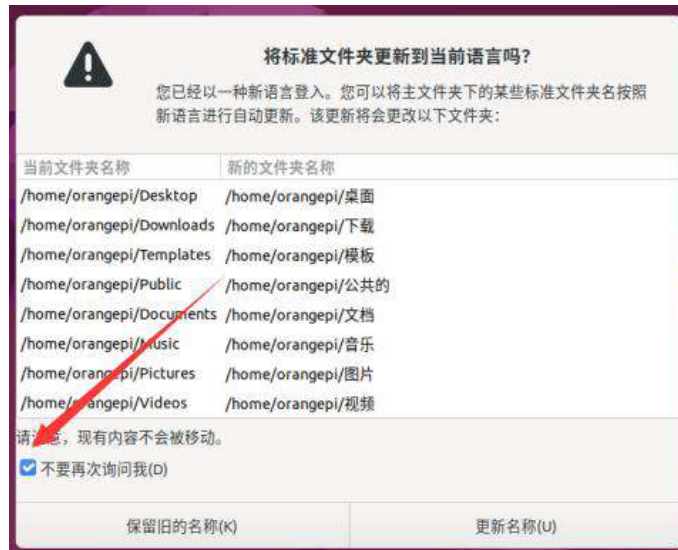 将标准文件夹更新到当前语言吗?
您已经以一种新语言登入。您可以将主文件夹下的某些标准文件夹名按照
新语言进行自动更新。该更新将会更改以下文件夹:
当前文件夹名称 新的文件夹名称
/home/orangepi/Desktop /home/orangepi/桌面
/home/orangepi/Downloads /home/orangepi/下载
/home/orangepi/Templates /home/orangepi/模板
/home/orangepi/Public /home/orangepi/公共的
/home/orangepi/Documents /home/orangepi/文档
/home/orangepi/Music /home/orangepi/音乐
/home/orangepi/Pictures /home/orangepi/图片
/home/orangepi/Videos /home/orangepi/视频
请注意，现有内容不会被移动。
不要再次询问我(D)
保留旧的名称(K) 更新名称(U)